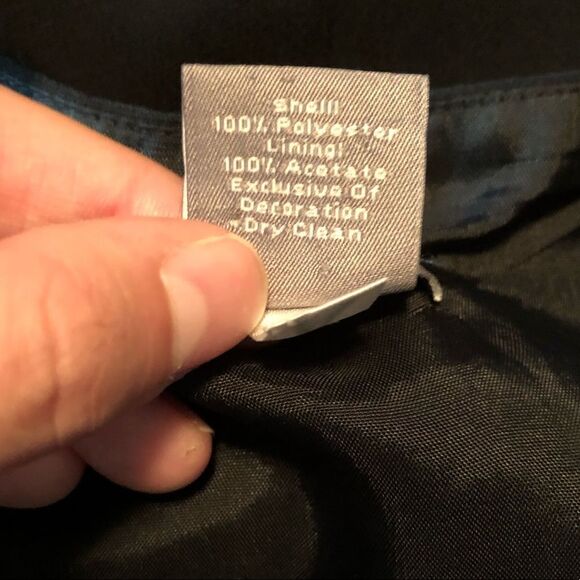 Shell:
100% Polyester
Lining:
100% Acetate
Exclusive Of
Decoration
Dry Clean